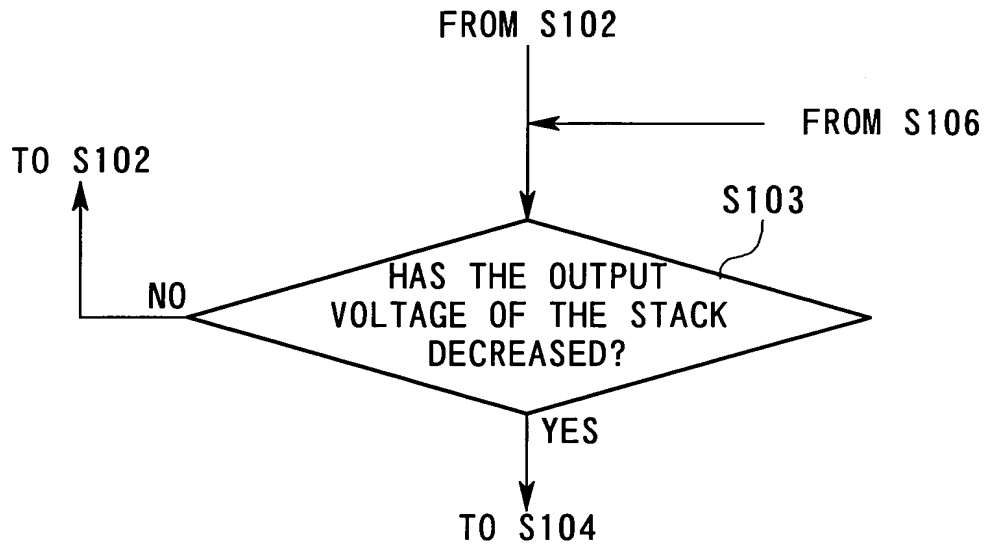 FROM S102
FROM S106
TO S102
S103
HAS THE OUTPUT
VOLTAGE OF THE STACK
DECREASED?
NO
YES
TO S104